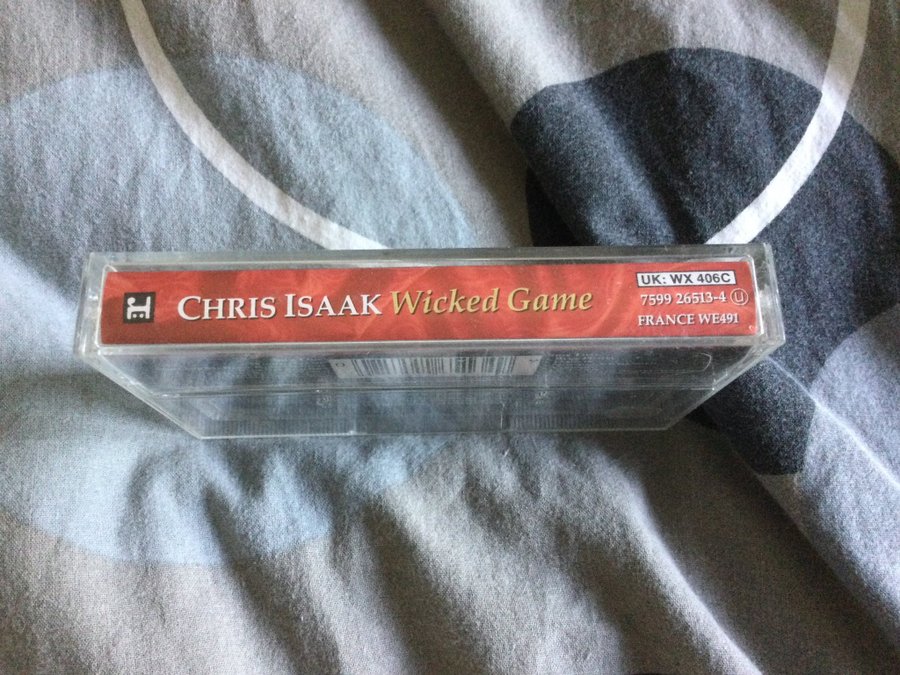 CHRIS ISAAK Wicked Game
UK: WX 406C
7599 26513-4 U
FRANCE WE491